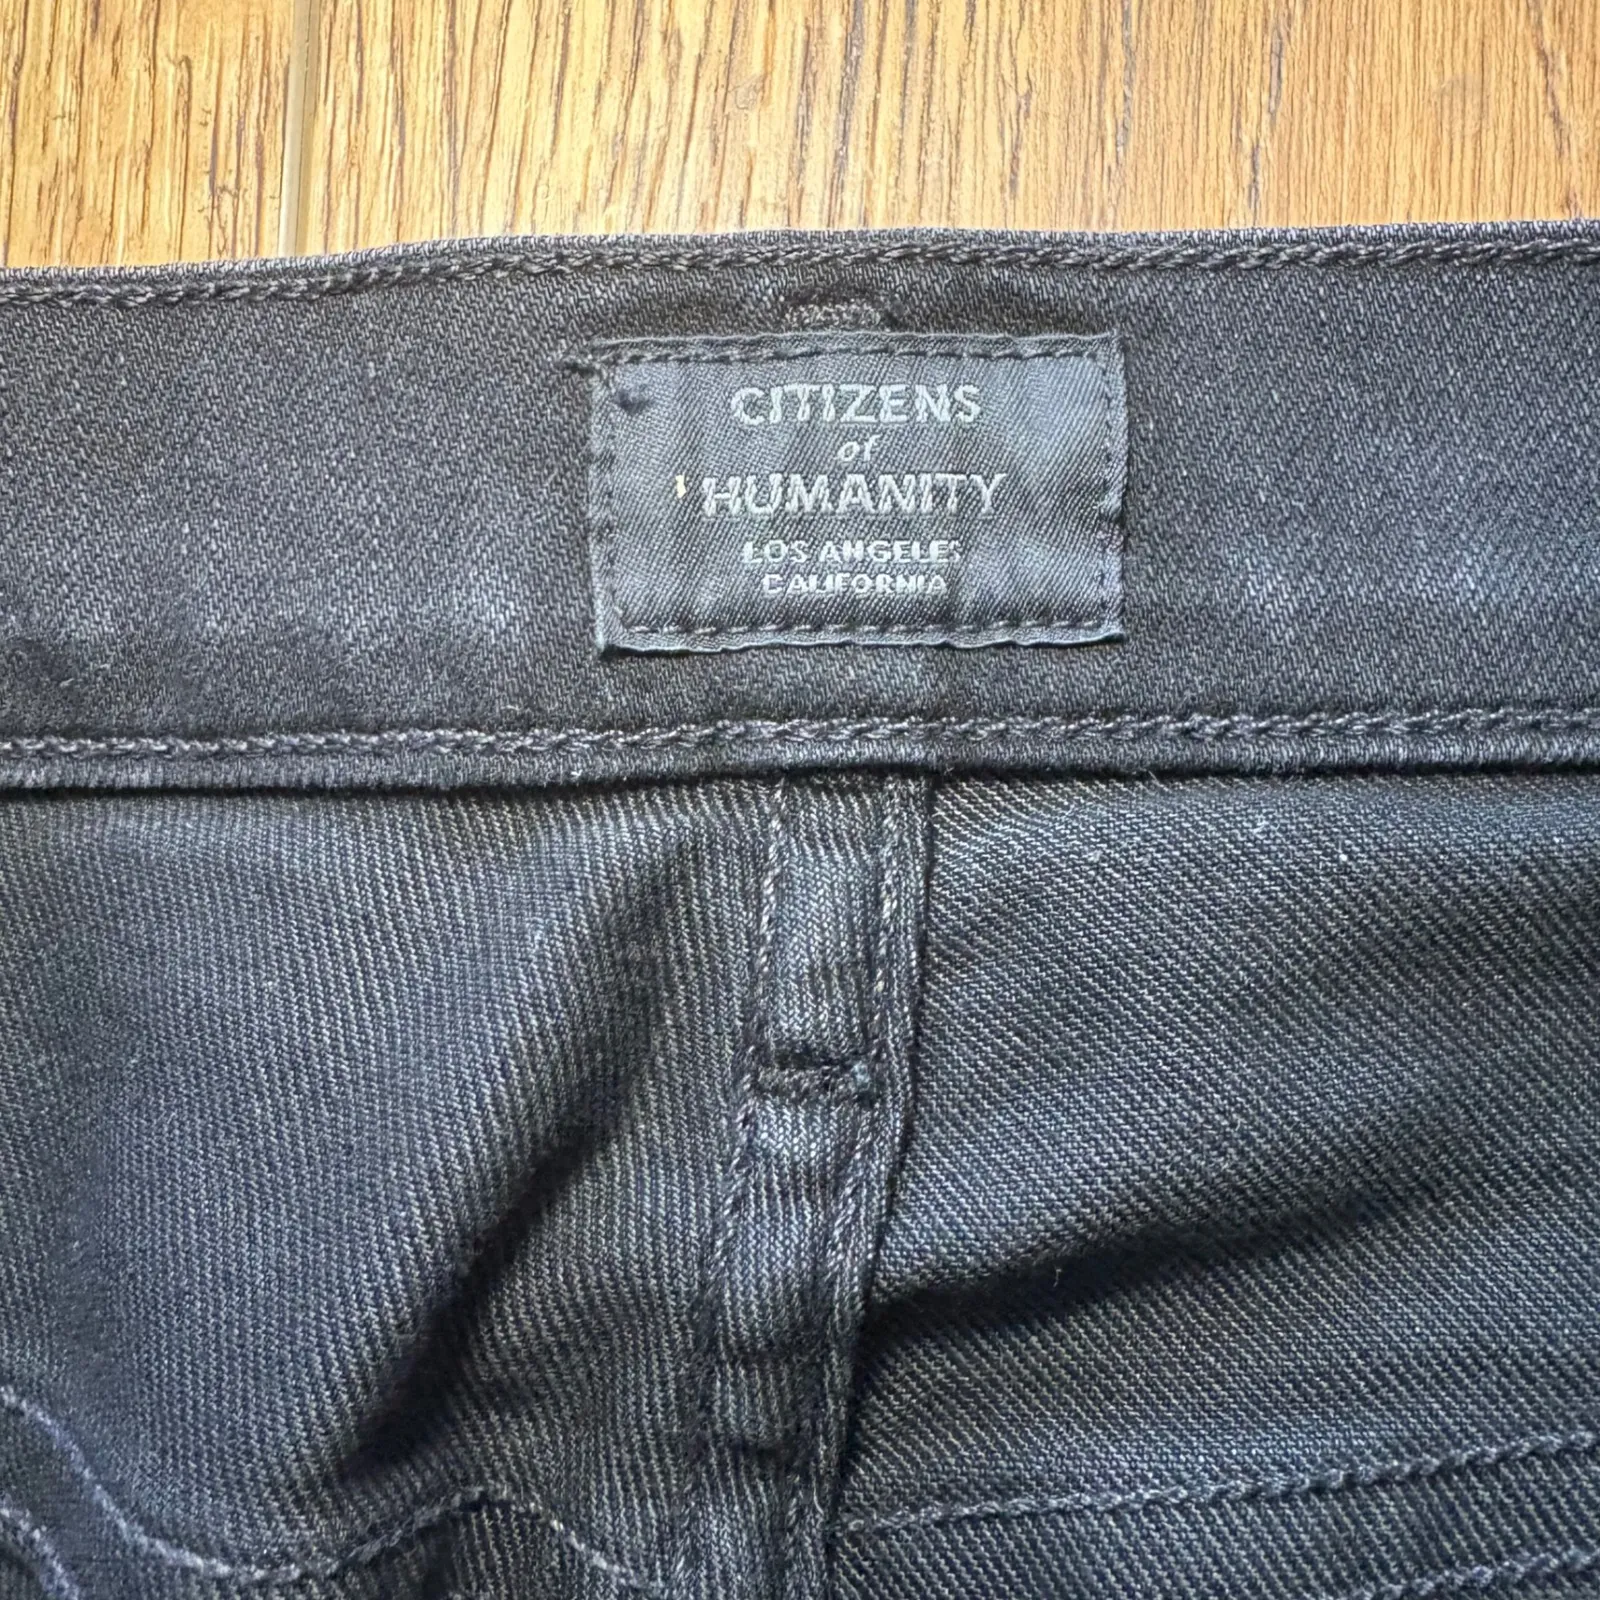 CITIZENS
of
HUMANITY
LOS ANGELES
CALIFORNIA